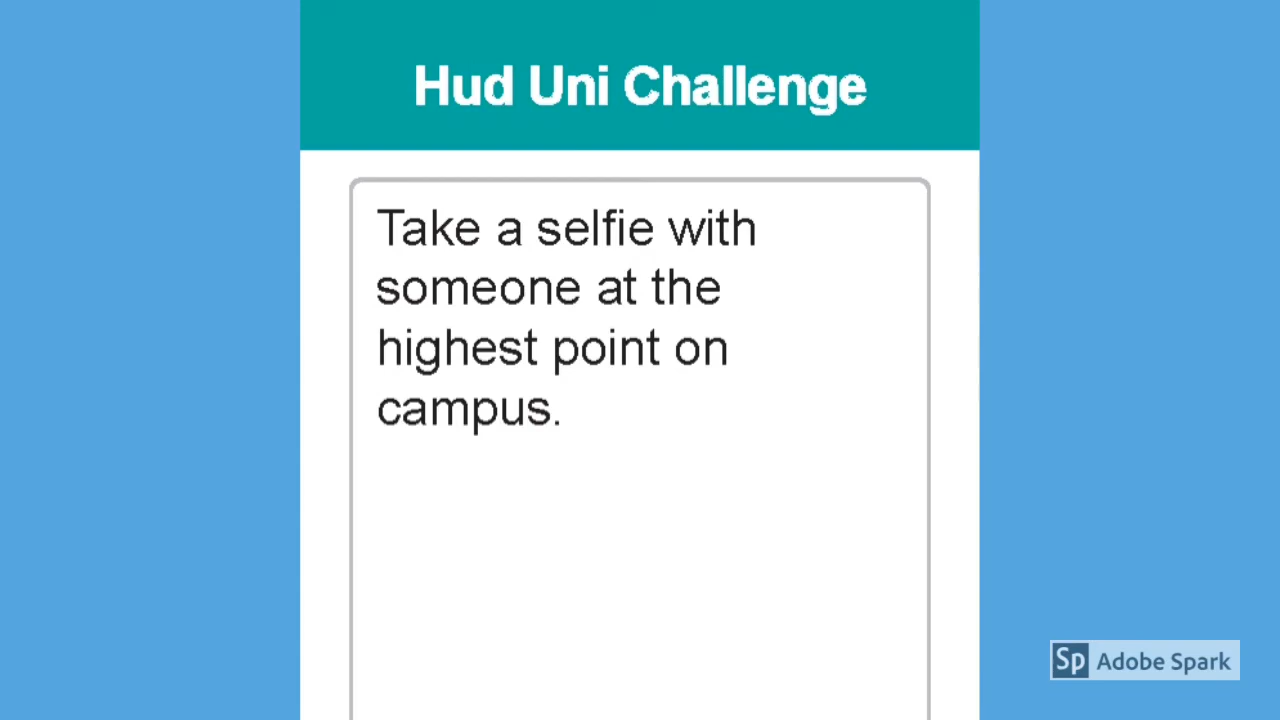 Hud Uni Challenge
Take a selfie with
someone at the
highest point on
campus.
Sp Adobe Spark